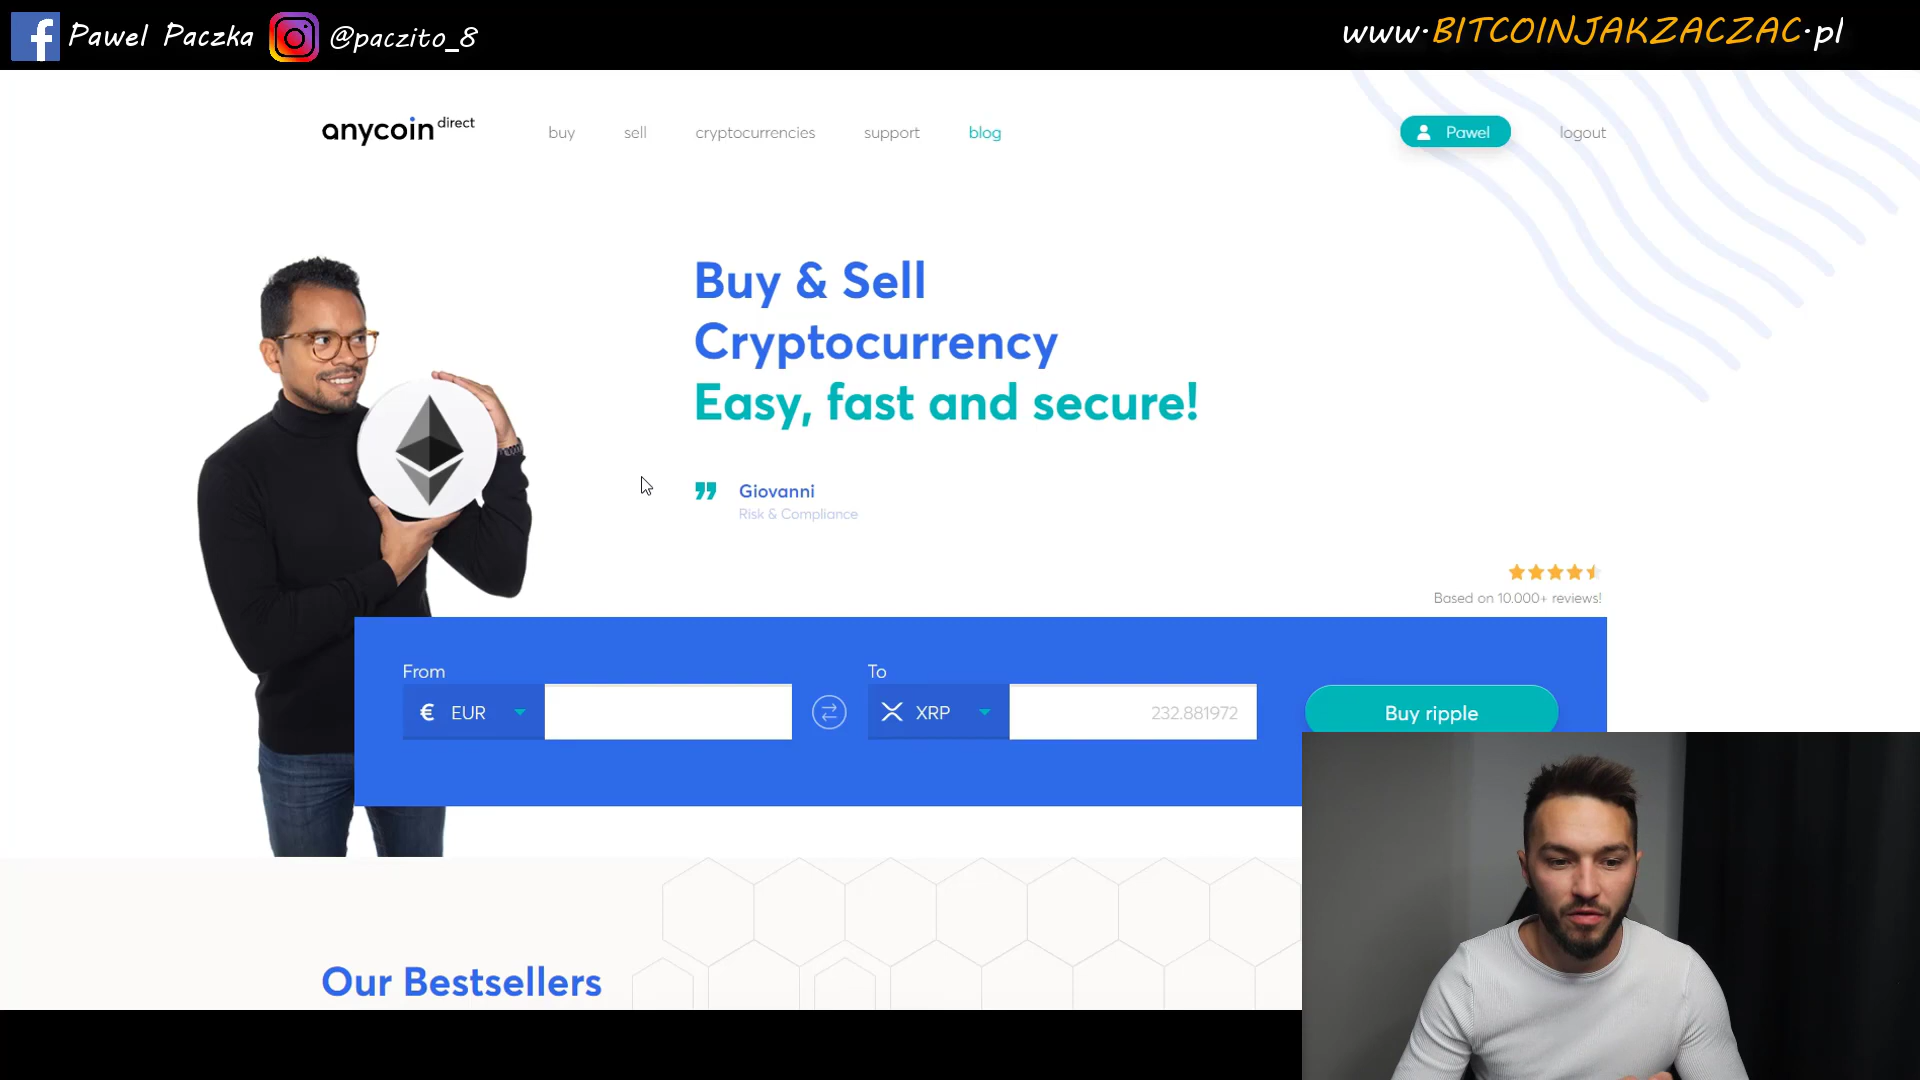 Pawel Paczka @paczito_8
www.BITCOINJAKZACZAC.pl
anycoin direct
buy sell cryptocurrencies support blog
Pawel logout
Buy & Sell
Cryptocurrency
Easy, fast and secure!
Giovanni
Risk & Compliance
Based on 10.000+ reviews!
From To
€ EUR XRP 232.881972 Buy ripple
Our Bestsellers